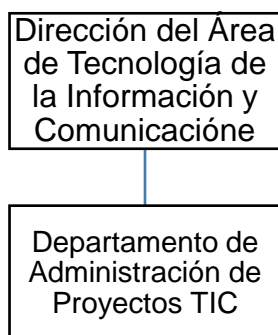 Dirección del Área
de Tecnología de
la Información y
Comunicacióne
Departamento de
Administración de
Proyectos TIC